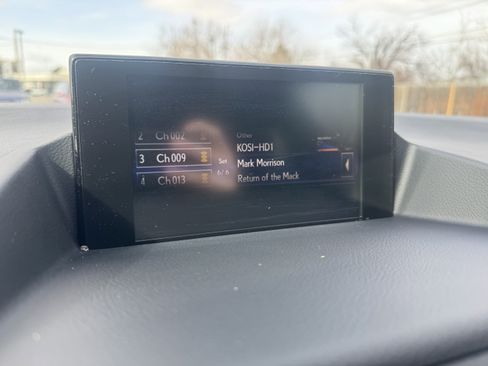 2 Ch 002
Other
KOSI-HD1
3 Ch 009
Set
Mark Morrison
4 Ch 013
6/6
Return of the Mack